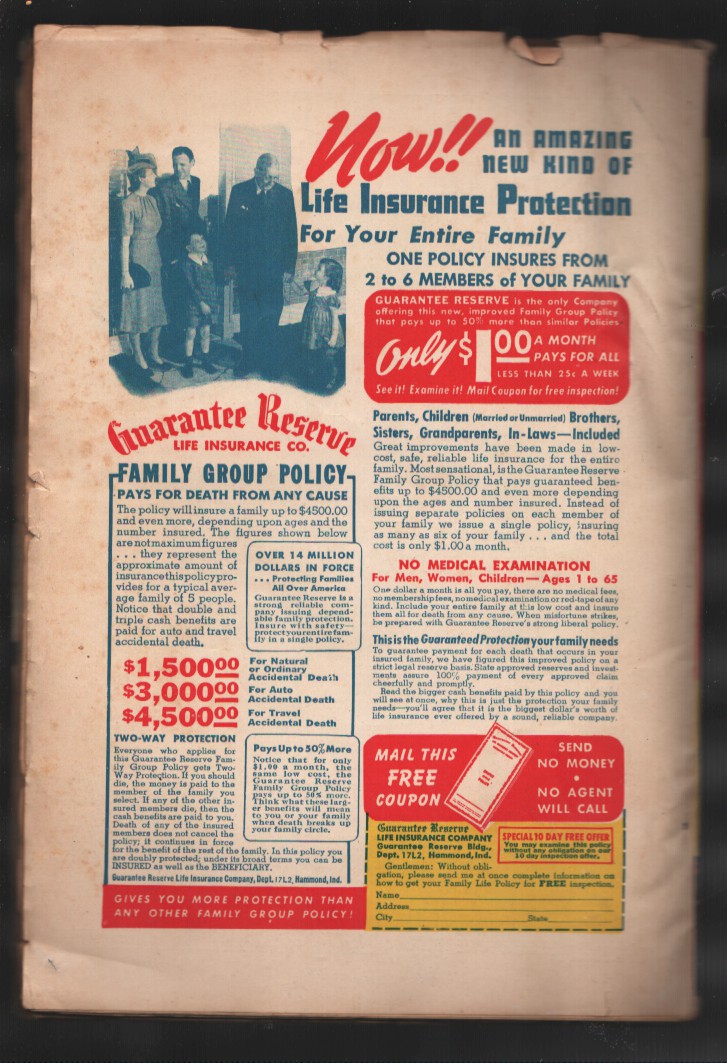 Now!! AN AMAZING
NEW KIND OF
Life Insurance Protection
For Your Entire Family
ONE POLICY INSURES FROM
2 to 6 MEMBERS of YOUR FAMILY
GUARANTEE RESERVE is the only Company
offering this new, improved Family Group Policy
that pays up to 50% more than similar Policies.
Only $1.00 A MONTH
PAYS FOR ALL
LESS THAN 25c A WEEK
See it! Examine it! Mail Coupon for free inspection!
Guarantee Reserve
LIFE INSURANCE CO.
FAMILY GROUP POLICY
PAYS FOR DEATH FROM ANY CAUSE
The policy will insure a family up to $4500.00
and even more, depending upon ages and the
number insured. The figures shown below
are not maximum figures
. . . they represent the
approximate amount of
insurance this policy pro-
vides for a typical aver-
age family of 5 people.
Notice that double and
triple cash benefits are
paid for auto and travel
accidental death.
OVER 14 MILLION
DOLLARS IN FORCE
. . . Protecting Families
All Over America
Guarantee Reserve is a
strong reliable com-
pany issuing depend-
able family protection.
Insure with safety—
protect your entire fam-
ily in a single policy.
$1,500.00 For Natural
or Ordinary
Accidental Death
$3,000.00 For Auto
Accidental Death
$4,500.00 For Travel
Accidental Death
TWO-WAY PROTECTION
Everyone who applies for
this Guarantee Reserve Fam-
ily Group Policy gets Two-
Way Protection. If you should
die, the money is paid to the
member of the family you
select. If any of the other in-
sured members die, then the
cash benefits are paid to you.
Death of any of the insured
members does not cancel the
policy; it continues in force
for the benefit of the rest of the family. In this policy you
are doubly protected; under its broad terms you can be
INSURED as well as the BENEFICIARY.
Guarantee Reserve Life Insurance Company, Dept. 17L2, Hammond, Ind.
Pays Up to 50% More
Notice that for only
$1.00 a month, the
same low cost, the
Guarantee Reserve
Family Group Policy
pays up to 50% more.
Think what these larg-
er benefits will mean
to you or your family
when death breaks up
your family circle.
GIVES YOU MORE PROTECTION THAN
ANY OTHER FAMILY GROUP POLICY!
Parents, Children (Married or Unmarried) Brothers,
Sisters, Grandparents, In-Laws—Included
Great improvements have been made in low-
cost, safe, reliable life insurance for the entire
family. Most sensational, is the Guarantee Reserve
Family Group Policy that pays guaranteed ben-
efits up to $4500.00 and even more depending
upon the ages and number insured. Instead of
issuing separate policies on each member of
your family we issue a single policy, insuring
as many as six of your family . . . and the total
cost is only $1.00 a month.
NO MEDICAL EXAMINATION
For Men, Women, Children—Ages 1 to 65
One dollar a month is all you pay, there are no medical fees,
no membership fees, no medical examination or red-tape of any
kind. Include your entire family at this low cost and insure
them all for death from any cause. When misfortune strikes,
be prepared with Guarantee Reserve's strong liberal policy.
This is the Guaranteed Protection your family needs
To guarantee payment for each death that occurs in your
insured family, we have figured this improved policy on a
strict legal reserve basis. State approved reserves and invest-
ments assure 100% payment of every approved claim
cheerfully and promptly.
Read the bigger cash benefits paid by this policy and you
will see at once, why this is just the protection your family
needs—you'll agree that it is the biggest dollar's worth of
life insurance ever offered by a sound, reliable company.
MAIL THIS
FREE
COUPON
SEND
NO MONEY
•
NO AGENT
WILL CALL
Guarantee Reserve
LIFE INSURANCE COMPANY
Guarantee Reserve Bldg.,
Dept. 17L2, Hammond, Ind.
SPECIAL 10 DAY FREE OFFER
You may examine this policy
without any obligation on our
10 day inspection offer.
Gentlemen: Without obli-
gation, please send me at once complete information on
how to get your Family Life Policy for FREE inspection.
Name
Address
City State